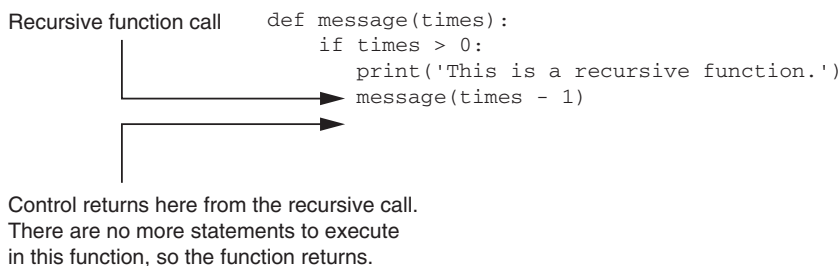 Recursive function call
def message(times):
if times > 0:
print('This is a recursive function.')
message(times - 1)
Control returns here from the recursive call.
There are no more statements to execute
in this function, so the function returns.